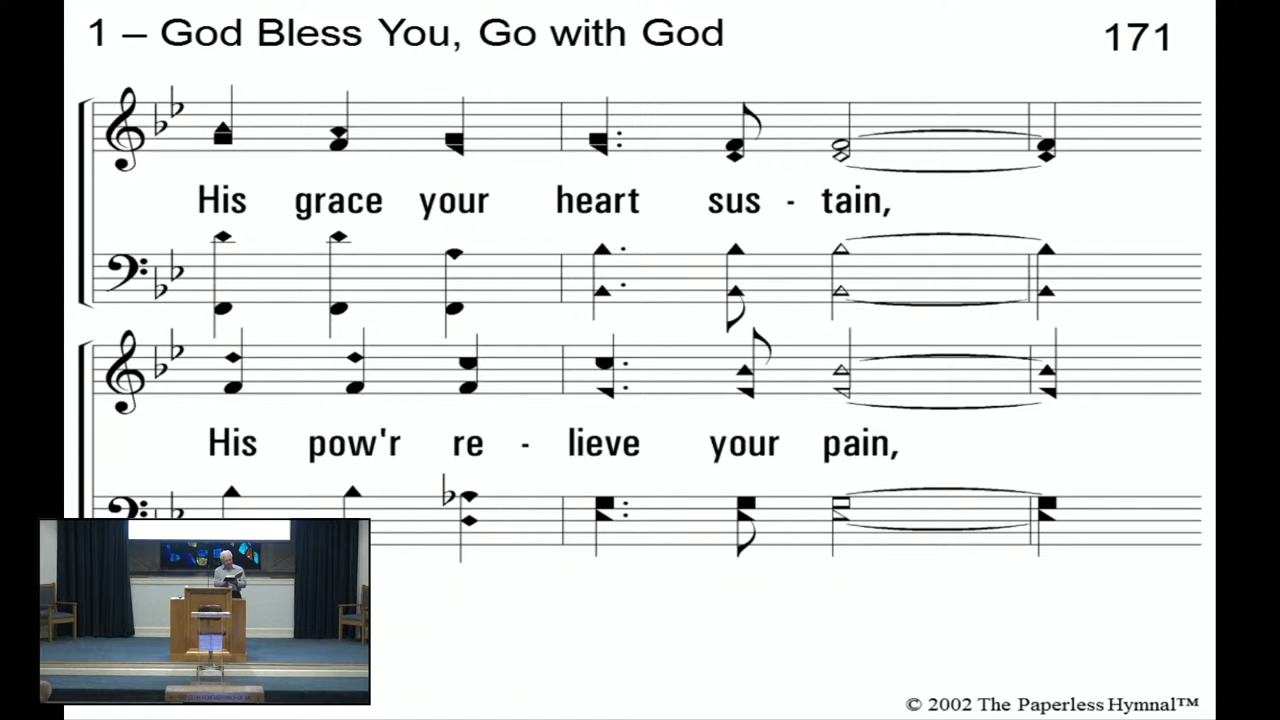 1 – God Bless You, Go with God
171
His grace your heart sus - tain,
His pow'r re - lieve your pain,
© 2002 The Paperless Hymnal™